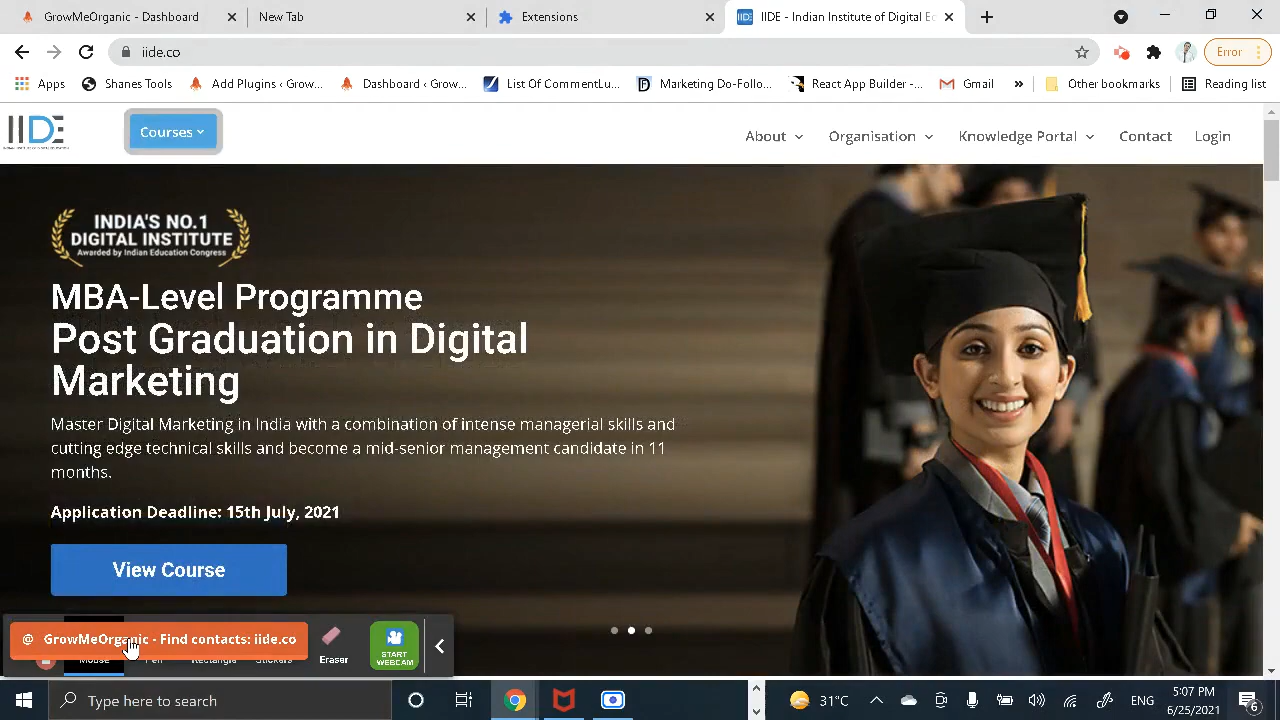 GrowMeOrganic - Dashboard
New Tab
Extensions
IIDE - Indian Institute of Digital Ed
iide.co
Error
Apps
Shanes Tools
Add Plugins - Grow...
Dashboard - Grow...
List Of CommentLu...
Marketing Do-Follo...
React App Builder -...
Gmail
»
Other bookmarks
Reading list
IIDE
Courses
About
Organisation
Knowledge Portal
Contact
Login
INDIA'S NO.1
DIGITAL INSTITUTE
Awarded by Indian Education Congress
MBA-Level Programme
Post Graduation in Digital
Marketing
Master Digital Marketing in India with a combination of intense managerial skills and
cutting edge technical skills and become a mid-senior management candidate in 11
months.
Application Deadline: 15th July, 2021
View Course
@ GrowMeOrganic - Find contacts: iide.co
Mouse
Pen
Rectangle
Stickers
Eraser
START
WEBCAM
Type here to search
31°C
ENG
5:07 PM
6/25/2021
6